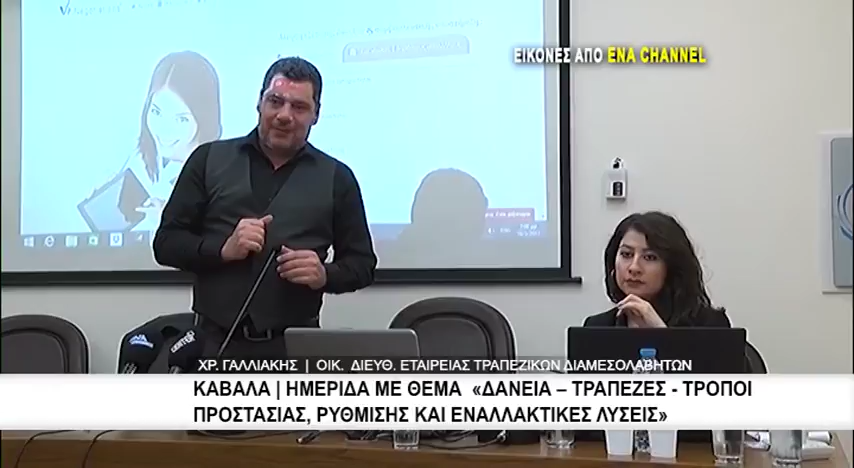 ΕΙΚΟΝΕΣ ΑΠΟ ENA CHANNEL
ΧΡ. ΓΑΛΛΙΑΚΗΣ | ΟΙΚ. ΔΙΕΥΘ. ΕΤΑΙΡΕΙΑΣ ΤΡΑΠΕΖΙΚΩΝ ΔΙΑΜΕΣΟΛΑΒΗΤΩΝ
ΚΑΒΑΛΑ | ΗΜΕΡΙΔΑ ΜΕ ΘΕΜΑ «ΔΑΝΕΙΑ – ΤΡΑΠΕΖΕΣ - ΤΡΟΠΟΙ
ΠΡΟΣΤΑΣΙΑΣ, ΡΥΘΜΙΣΗΣ ΚΑΙ ΕΝΑΛΛΑΚΤΙΚΕΣ ΛΥΣΕΙΣ»